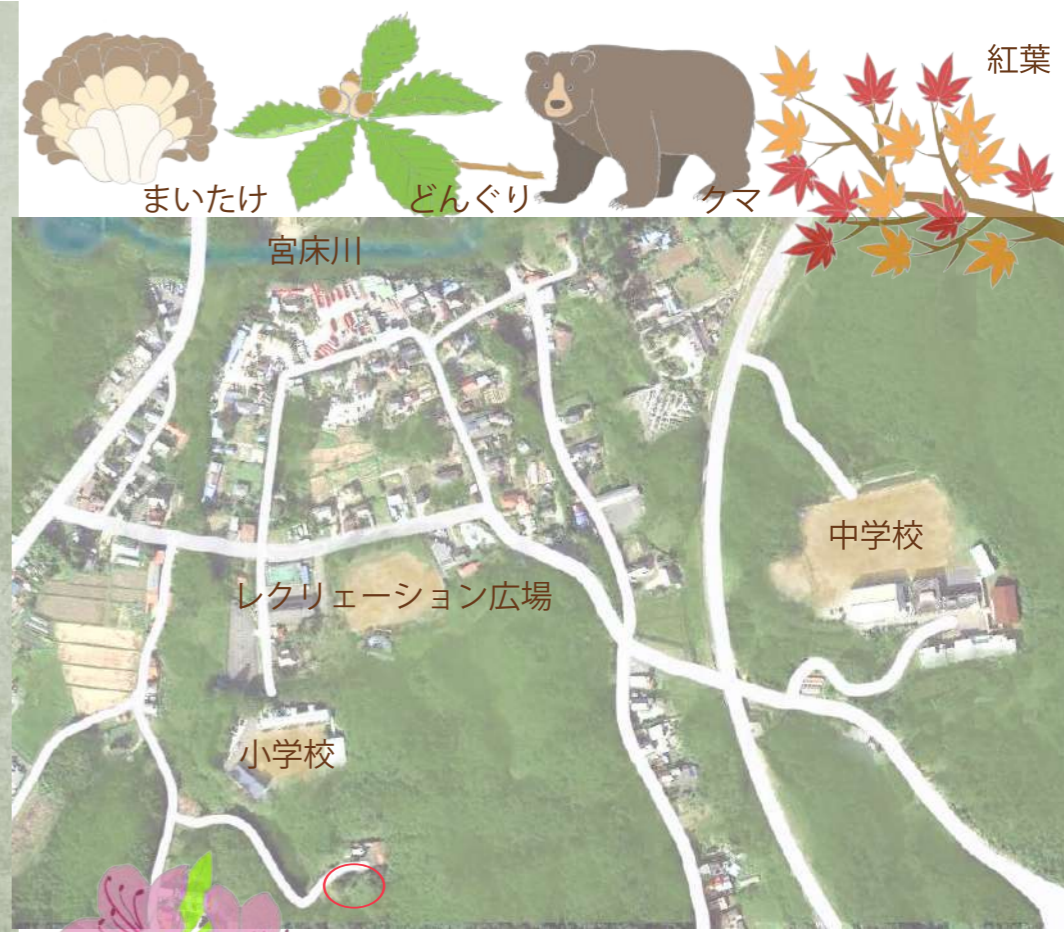 紅葉
まいたけ
どんぐり
クマ
宮床川
中学校
レクリェーション広場
小学校